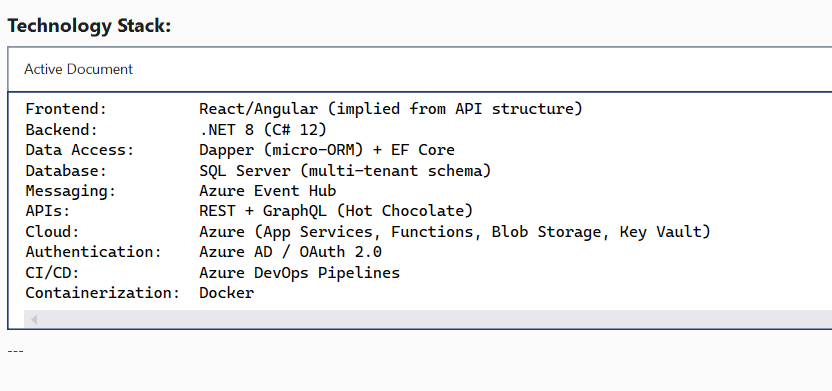 Technology Stack:
Active Document
Frontend:          React/Angular (implied from API structure)
Backend:           .NET 8 (C# 12)
Data Access:       Dapper (micro-ORM) + EF Core
Database:          SQL Server (multi-tenant schema)
Messaging:         Azure Event Hub
APIs:              REST + GraphQL (Hot Chocolate)
Cloud:             Azure (App Services, Functions, Blob Storage, Key Vault)
Authentication:    Azure AD / OAuth 2.0
CI/CD:             Azure DevOps Pipelines
Containerization:  Docker
---